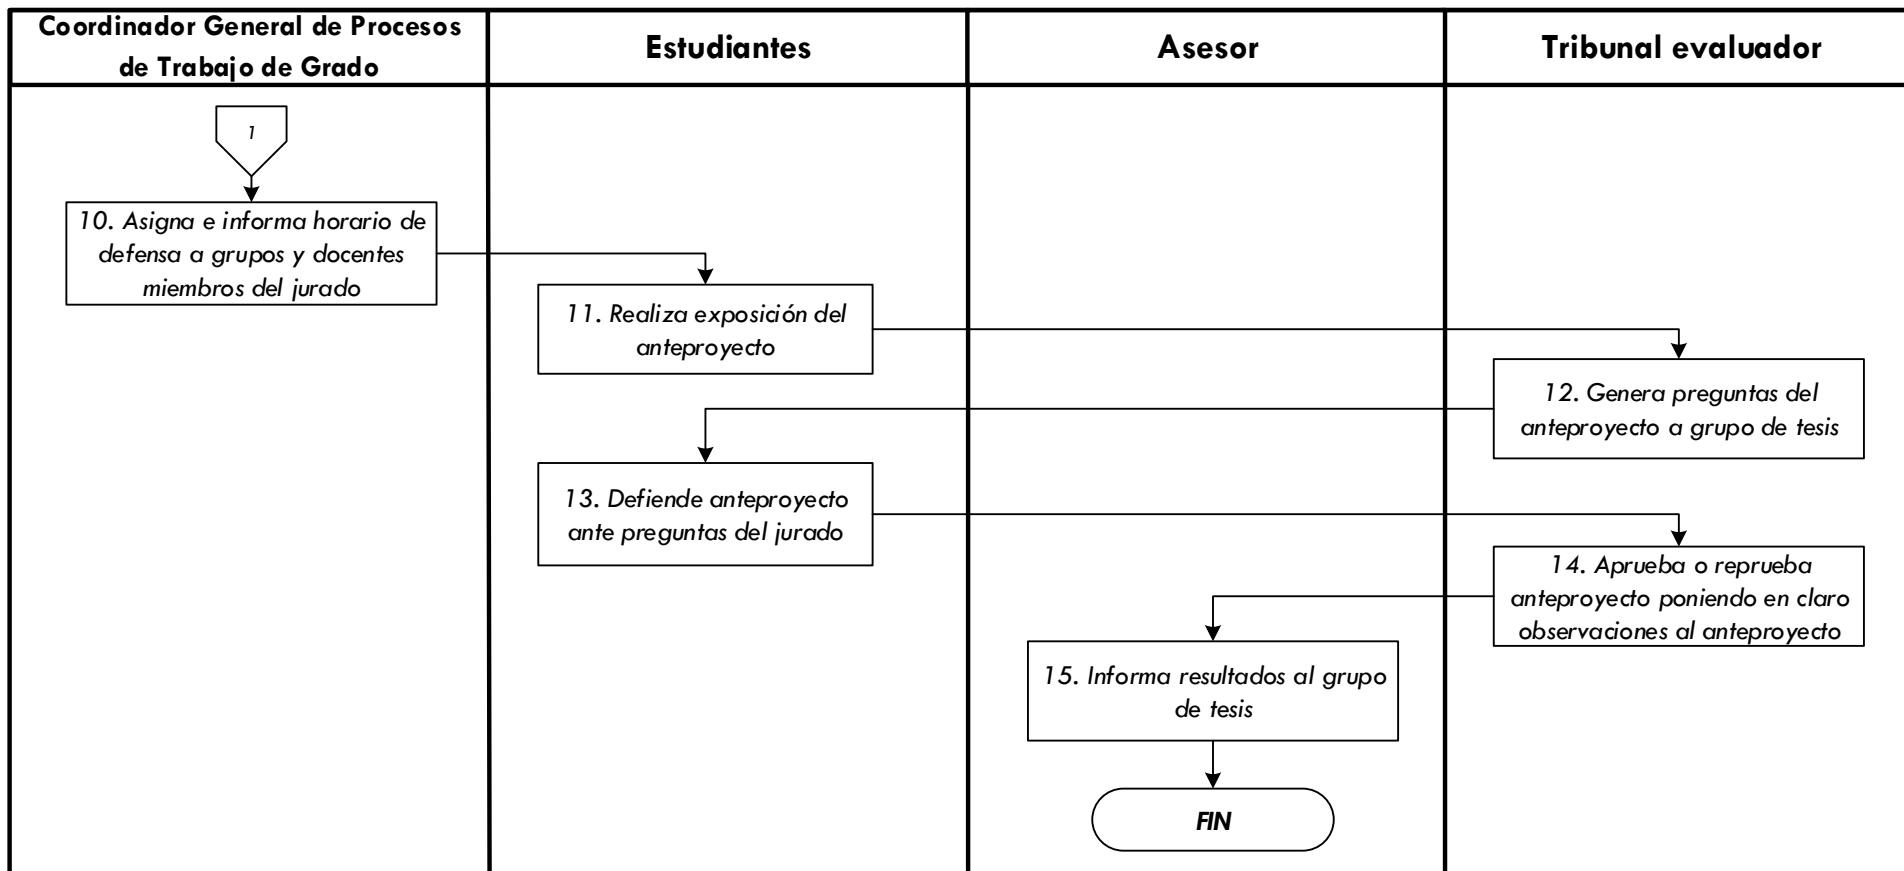 Coordinador General de Procesos
de Trabajo de Grado
Estudiantes
Asesor
Tribunal evaluador
1
10. Asigna e informa horario de
defensa a grupos y docentes
miembros del jurado
11. Realiza exposición del
anteproyecto
12. Genera preguntas del
anteproyecto a grupo de tesis
13. Defiende anteproyecto
ante preguntas del jurado
14. Aprueba o reprueba
anteproyecto poniendo en claro
observaciones al anteproyecto
15. Informa resultados al grupo
de tesis
FIN